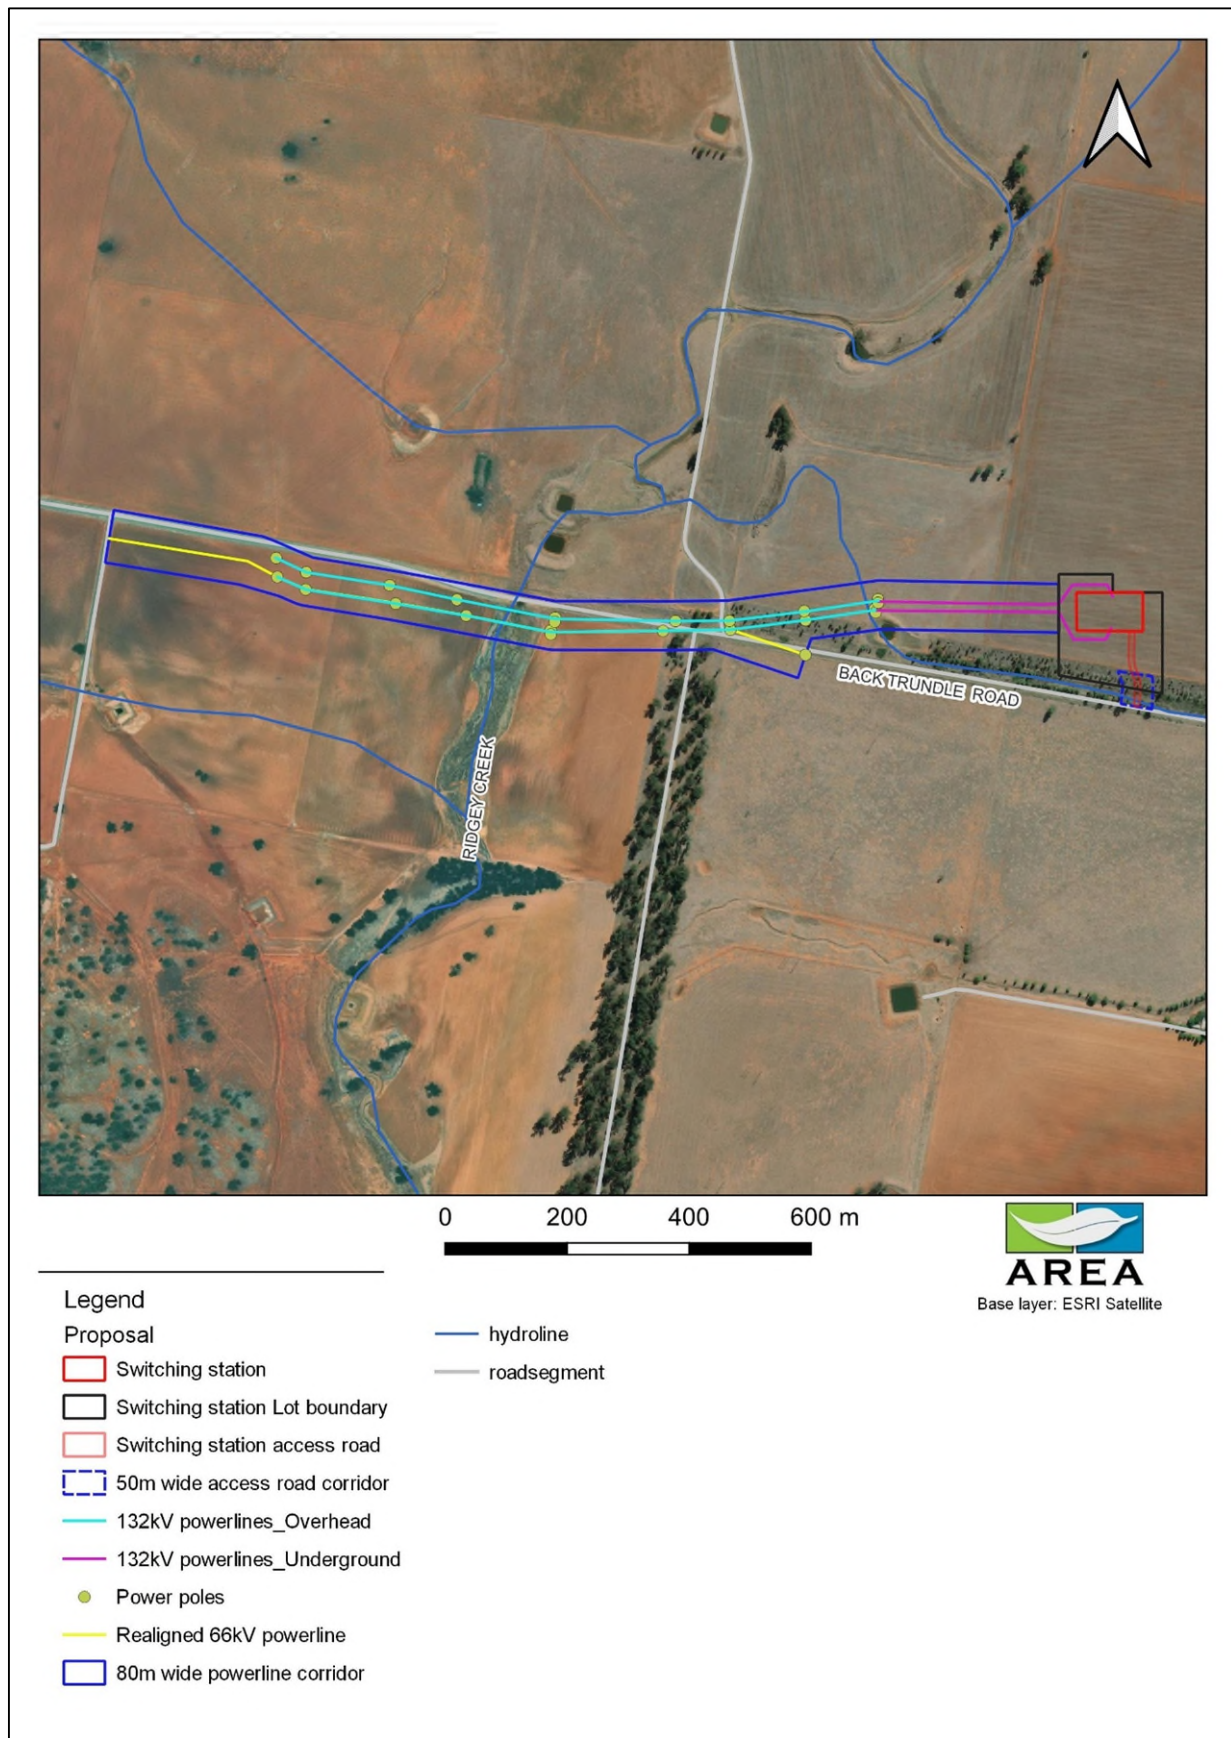 BACK TRUNDLE ROAD
RIDGEY CREEK
0 200 400 600 m
AREA
Base layer: ESRI Satellite
Legend
Proposal
Switching station
Switching station Lot boundary
Switching station access road
50m wide access road corridor
132kV powerlines_Overhead
132kV powerlines_Underground
Power poles
Realigned 66kV powerline
80m wide powerline corridor
hydroline
roadsegment